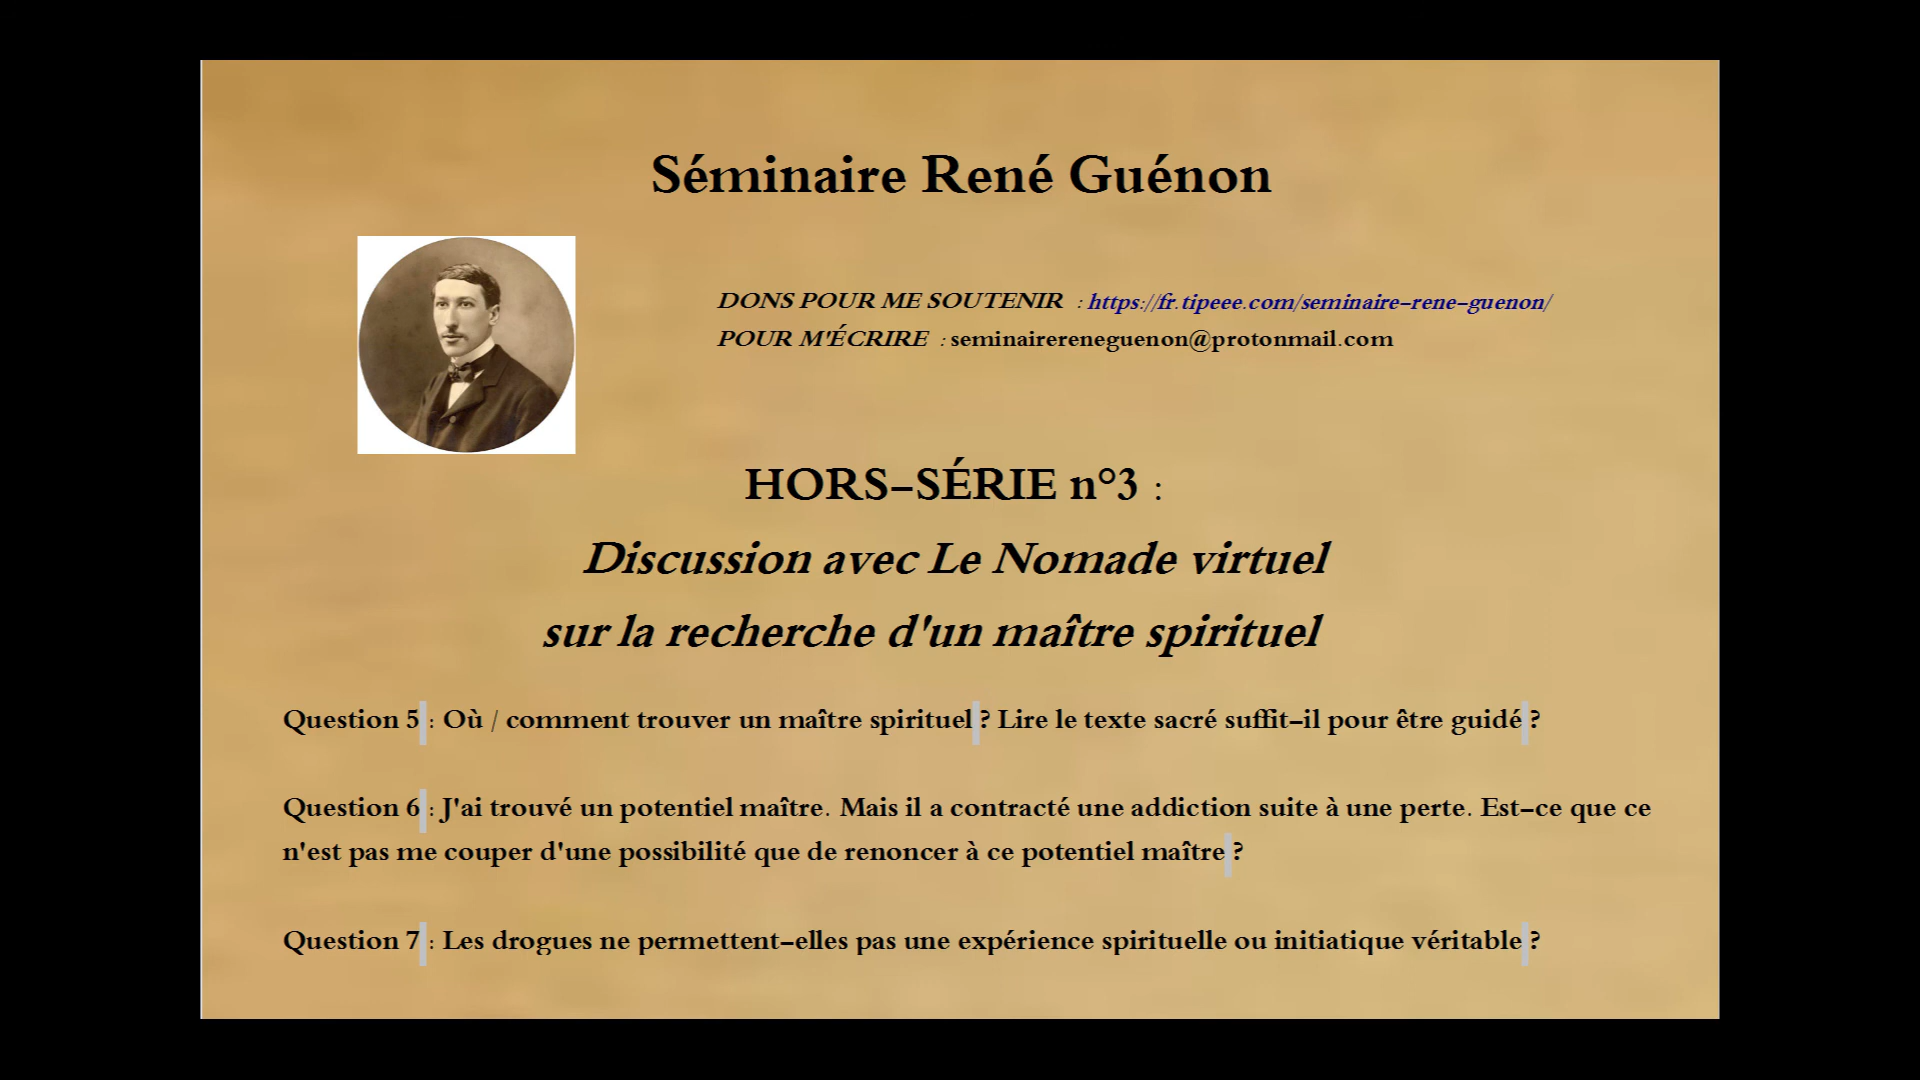 Séminaire René Guénon
DONS POUR ME SOUTENIR : https://fr.tipeee.com/seminaire-rene-guenon/
POUR M'ÉCRIRE : seminairereneguenon@protonmail.com
HORS-SÉRIE n°3 :
Discussion avec Le Nomade virtuel
sur la recherche d'un maître spirituel
Question 5 : Où / comment trouver un maître spirituel ? Lire le texte sacré suffit-il pour être guidé ?
Question 6 : J'ai trouvé un potentiel maître. Mais il a contracté une addiction suite à une perte. Est-ce que ce
n'est pas me couper d'une possibilité que de renoncer à ce potentiel maître ?
Question 7 : Les drogues ne permettent-elles pas une expérience spirituelle ou initiatique véritable ?